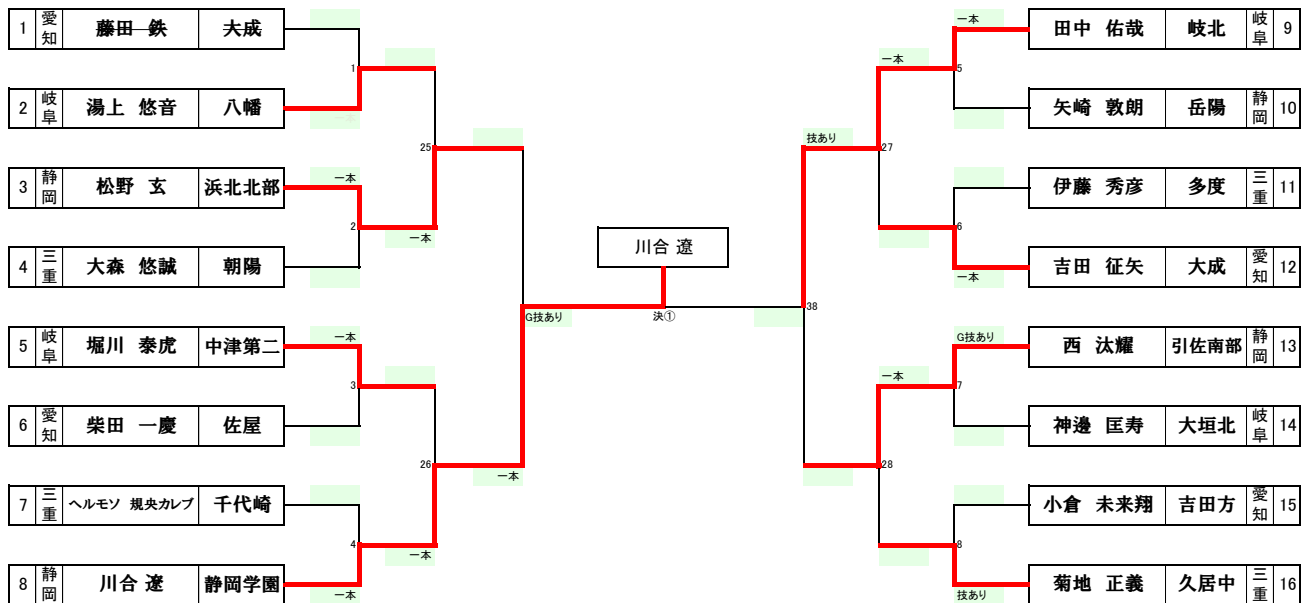 1 愛知 藤田 鉄 大成
1
2 岐阜 湯上 悠音 八幡
一本
25
3 静岡 松野 玄 浜北北部
一本
2
一本
4 三重 大森 悠誠 朝陽
G技あり
5 岐阜 堀川 泰虎 中津第二
一本
3
6 愛知 柴田 一慶 佐屋
26
一本
7 三重 ヘルモソ 規央カレブ 千代崎
4
一本
8 静岡 川合 遼 静岡学園
一本
川合 遼
決①
一本
田中 佑哉 岐北 岐阜 9
一本
5
矢崎 敦朗 岳陽 静岡 10
技あり
27
伊藤 秀彦 多度 三重 11
6
吉田 征矢 大成 愛知 12
一本
38
G技あり
西 汰耀 引佐南部 静岡 13
一本
7
神邊 匡寿 大垣北 岐阜 14
28
小倉 未来翔 吉田方 愛知 15
8
菊地 正義 久居中 三重 16
技あり